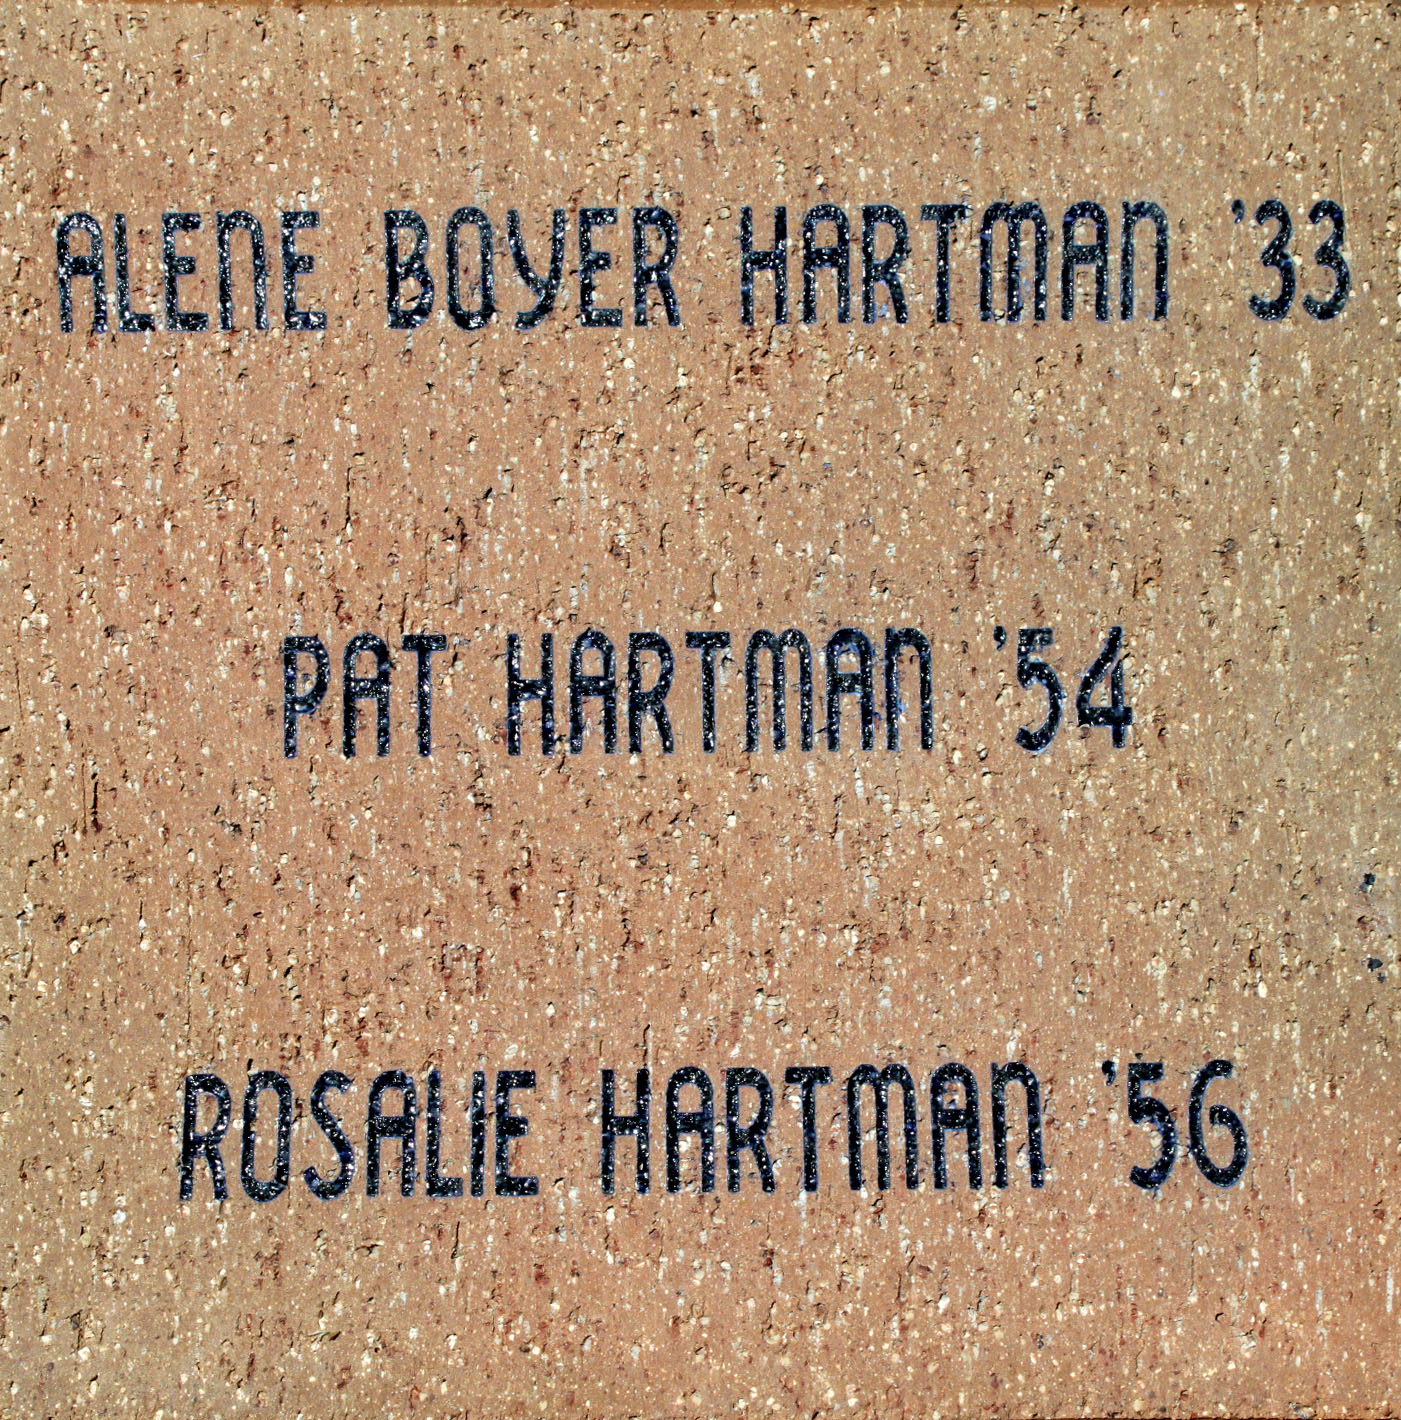 ALENE BOYER HARTMAN '33
PAT HARTMAN '54
ROSALIE HARTMAN '56